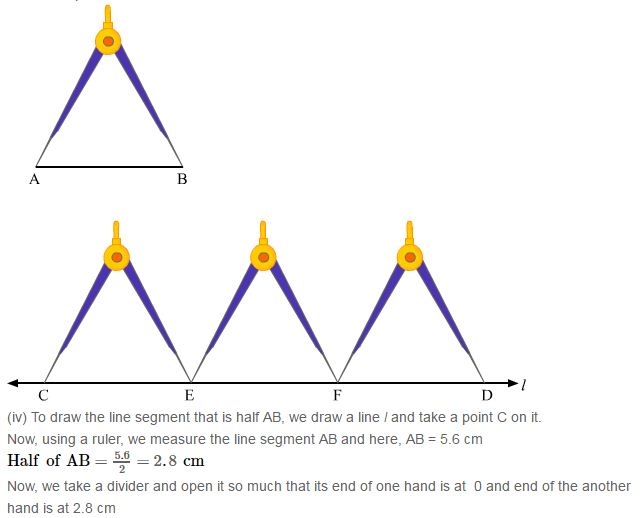 A B
C E F D l
(iv) To draw the line segment that is half AB, we draw a line l and take a point C on it.
Now, using a ruler, we measure the line segment AB and here, AB = 5.6 cm
Half of AB = 5.6/2 = 2.8 cm
Now, we take a divider and open it so much that its end of one hand is at 0 and end of the another
hand is at 2.8 cm